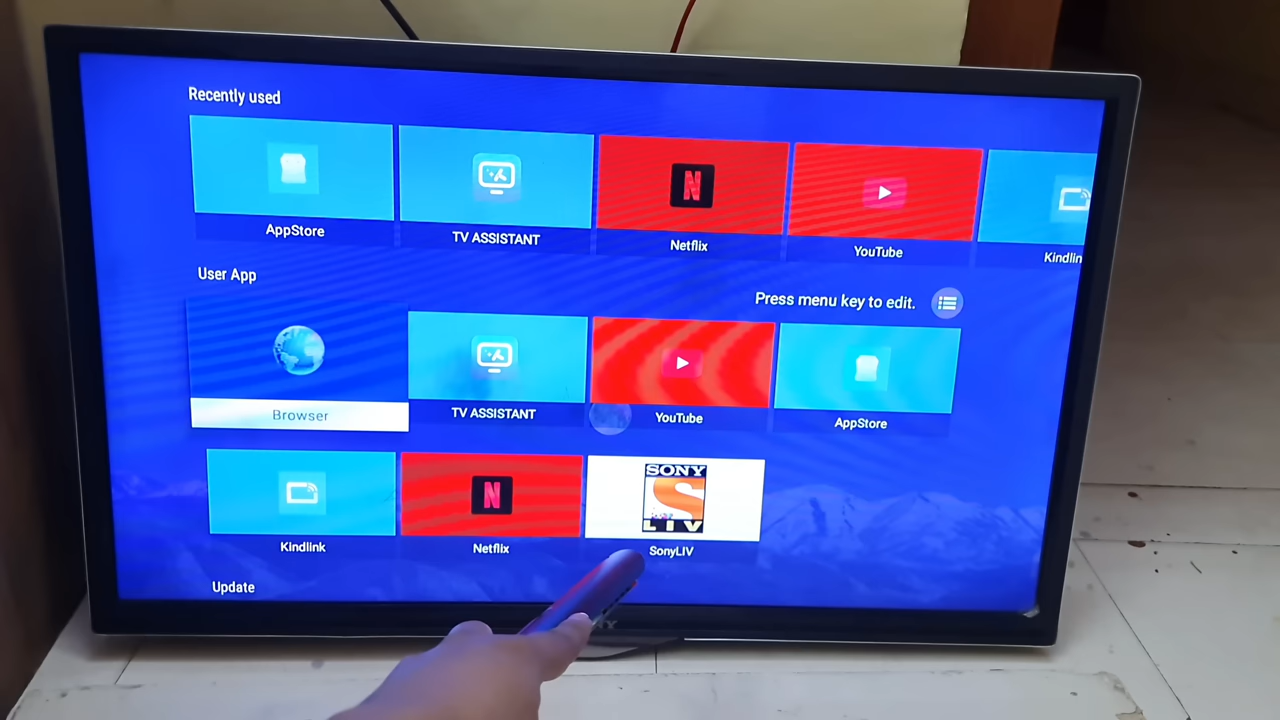 Recently used
AppStore
TV ASSISTANT
N
Netflix
YouTube
Kindlin
User App
Press menu key to edit.
Browser
TV ASSISTANT
YouTube
AppStore
Kindlink
N
Netflix
SONY
S
LIV
SonyLIV
Update